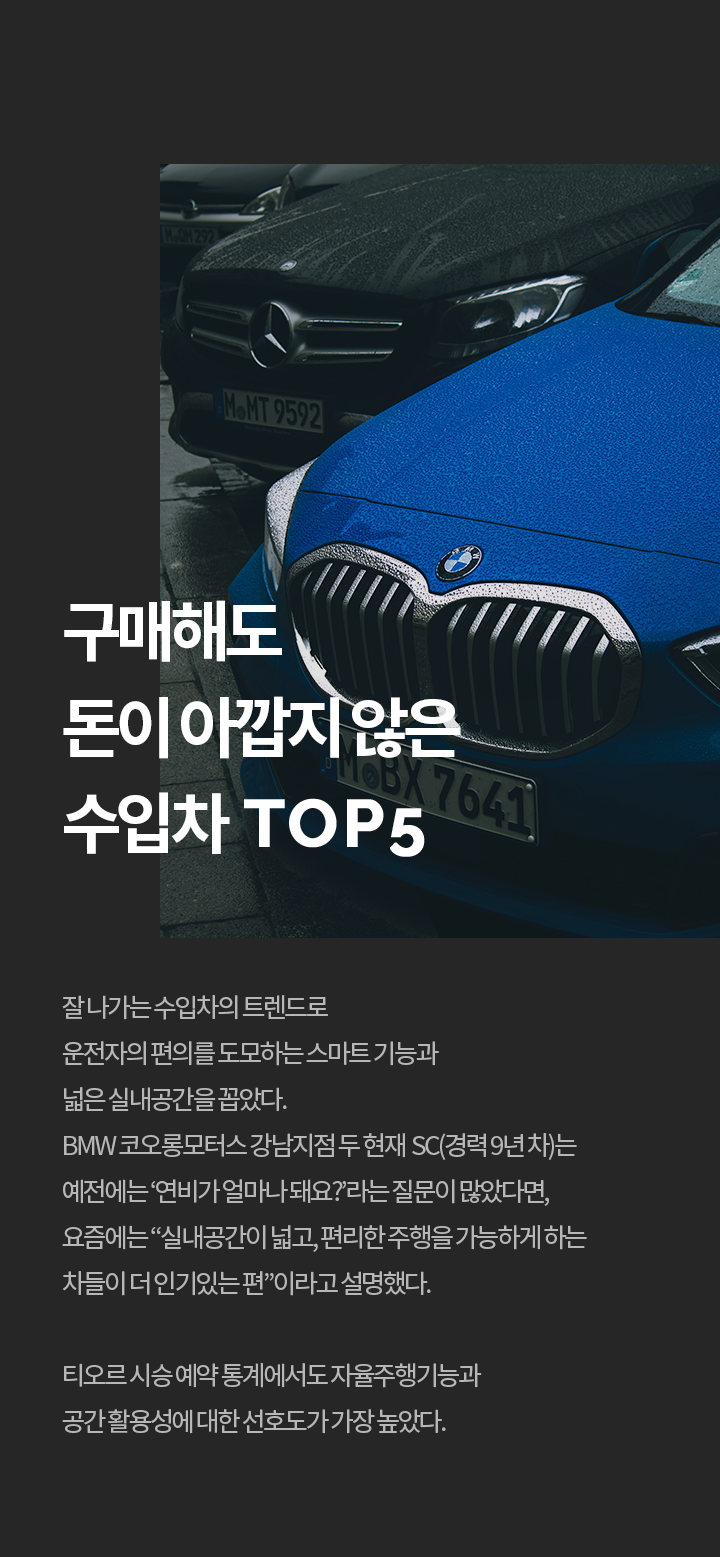 M MT 9592
BMW
구매해도
돈이 아깝지 않은
M BX 7641
수입차 TOP5
잘 나가는 수입차의 트렌드로
운전자의 편의를 도모하는 스마트 기능과
넓은 실내공간을 꼽았다.
BMW 코오롱모터스 강남지점 두 현재 SC(경력 9년 차)는
예전에는 ‘연비가 얼마나 돼요?’라는 질문이 많았다면,
요즘에는 “실내공간이 넓고, 편리한 주행을 가능하게 하는
차들이 더 인기있는 편”이라고 설명했다.
티오르 시승 예약 통계에서도 자율주행기능과
공간 활용성에 대한 선호도가 가장 높았다.